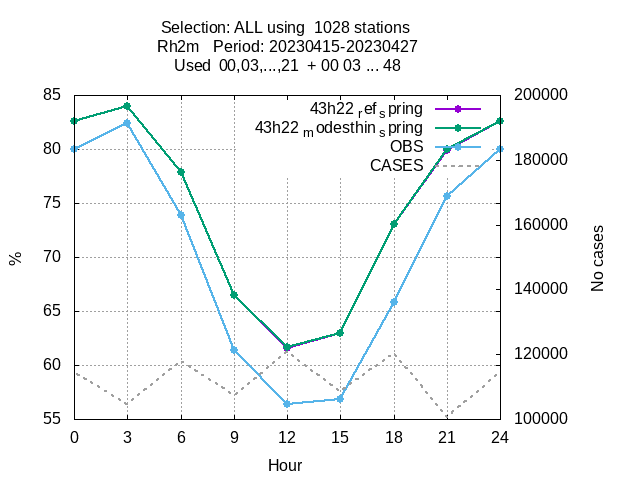 Selection: ALL using  1028 stations
Rh2m   Period: 20230415-20230427
Used  00,03,...,21  + 00 03 ... 48
85
80
75
70
65
60
55
%
200000
180000
160000
140000
120000
100000
No cases
43h22 ref spring
43h22 modesthin spring
OBS
CASES
0 3 6 9 12 15 18 21 24
Hour